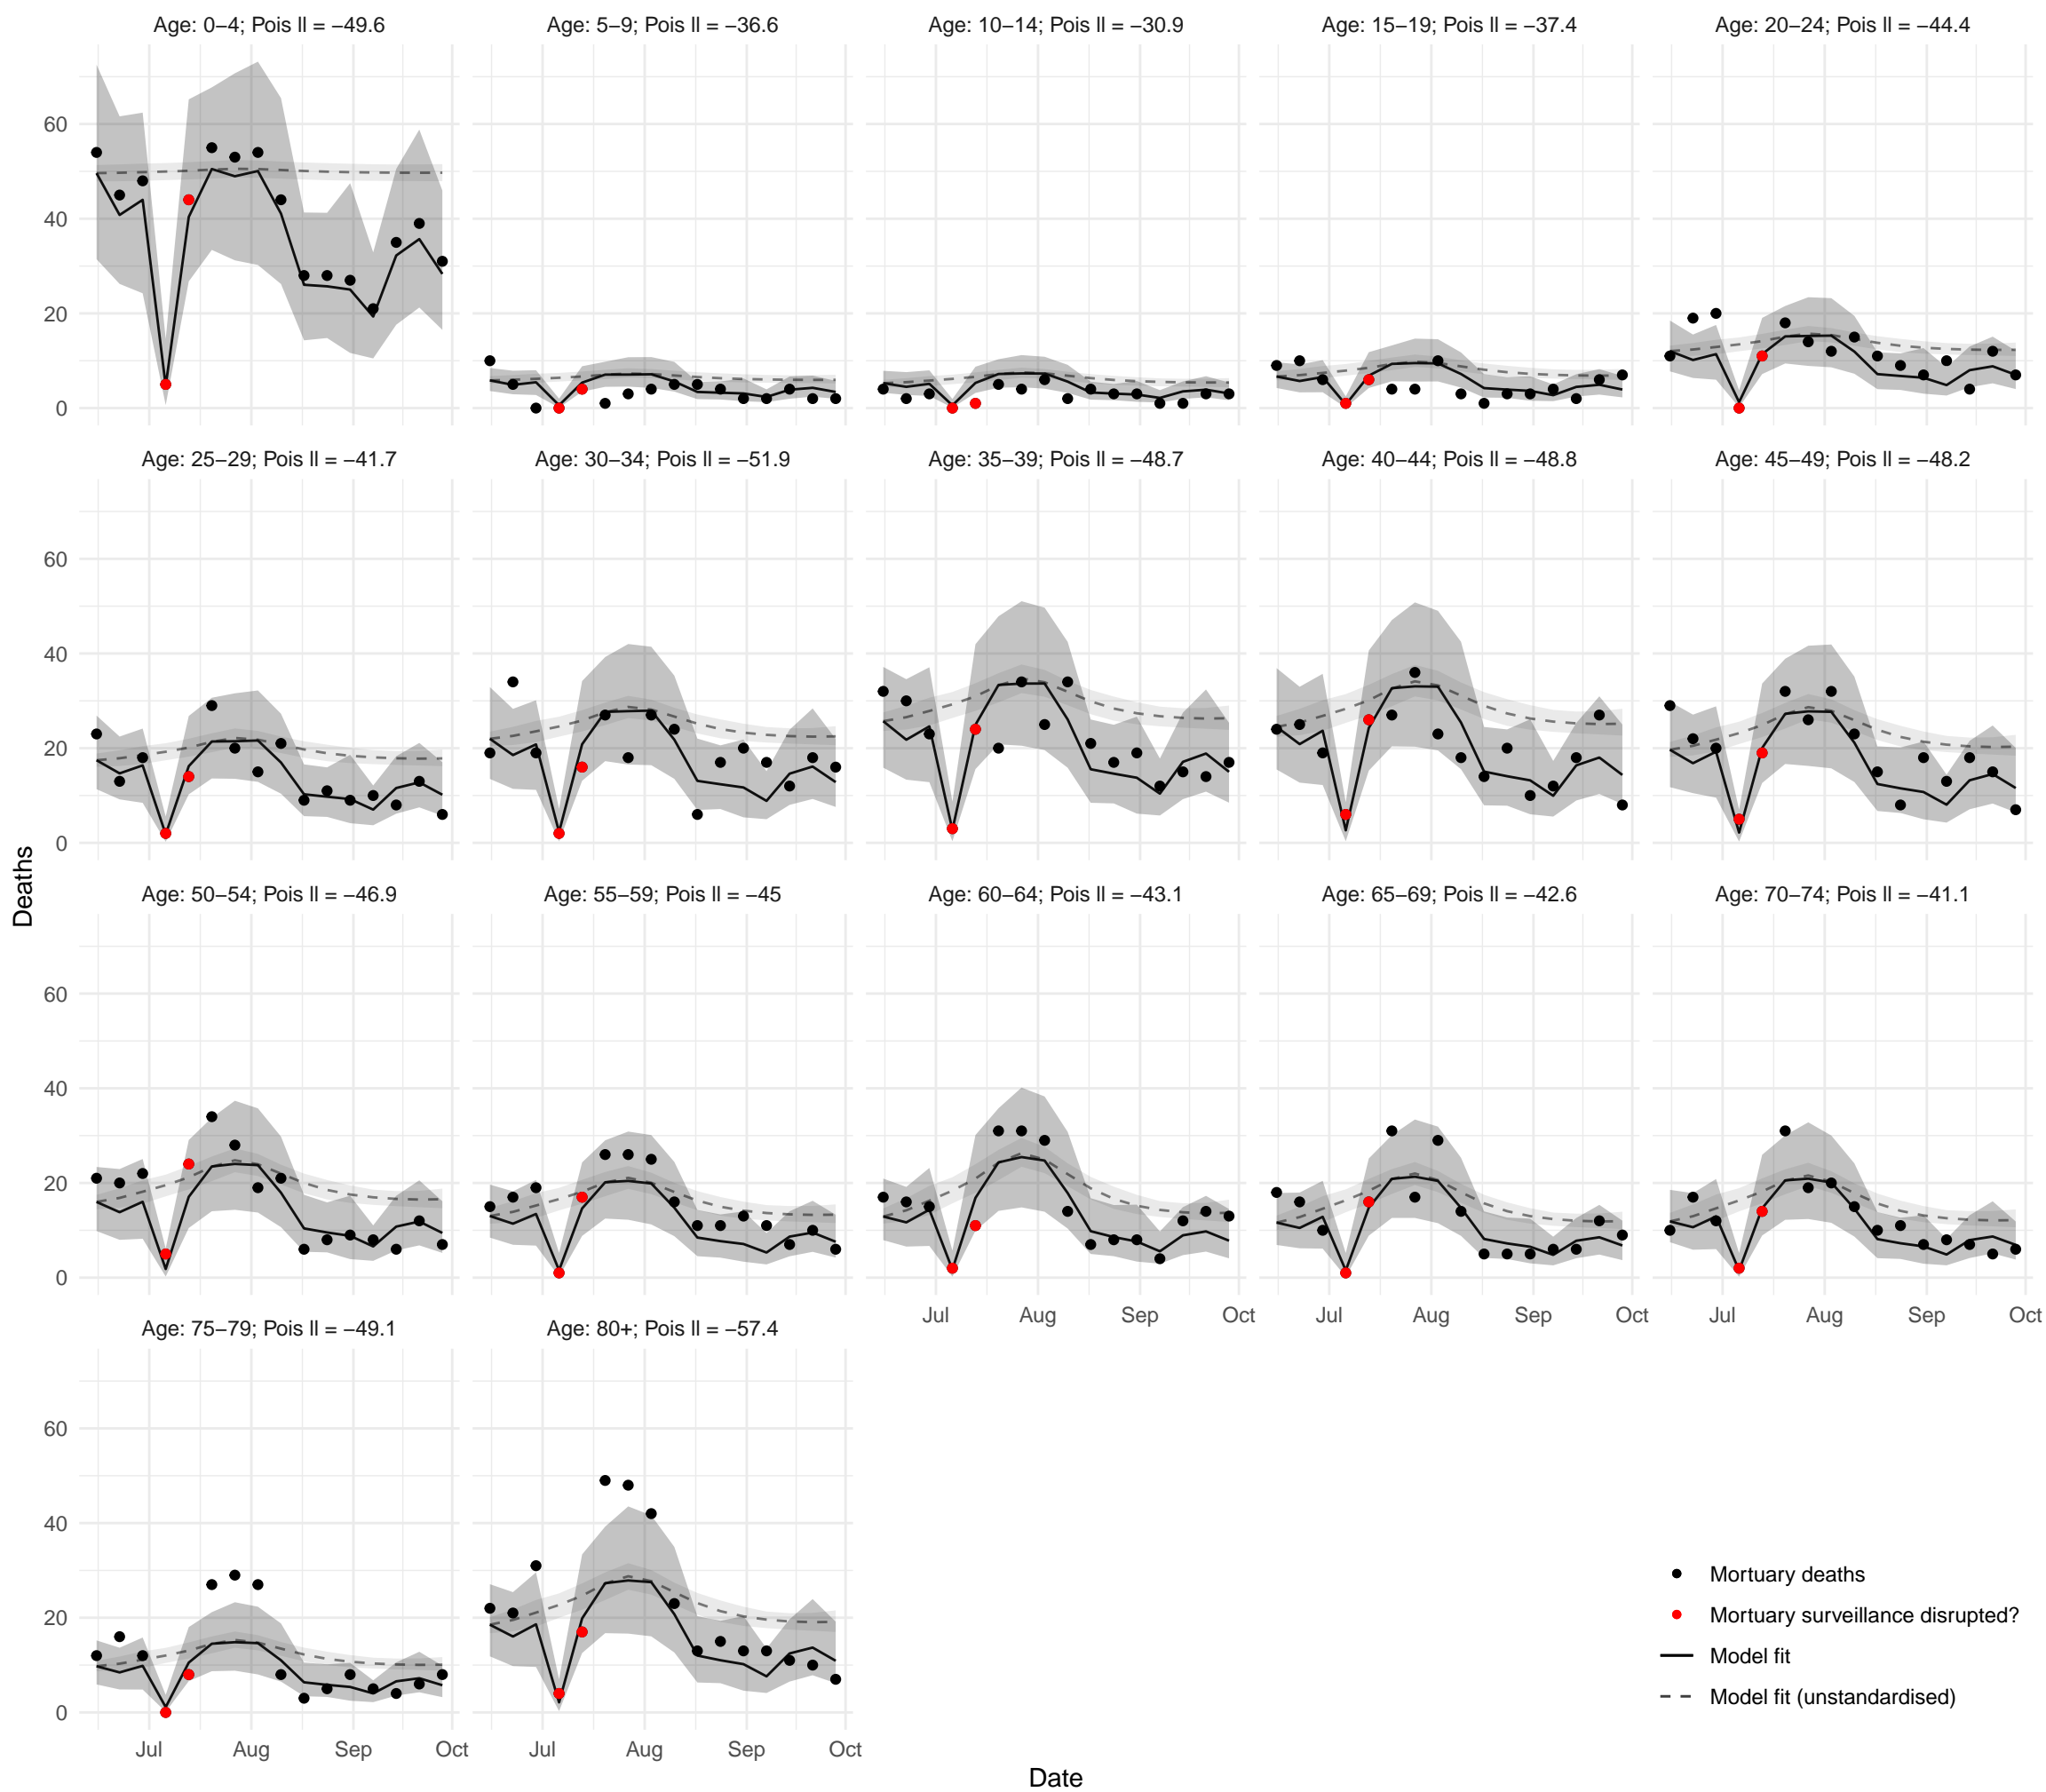 Age: 0−4; Pois ll = −49.6
Age: 5−9; Pois ll = −36.6
Age: 10−14; Pois ll = −30.9
Age: 15−19; Pois ll = −37.4
Age: 20−24; Pois ll = −44.4
60
40
20
0
Age: 25−29; Pois ll = −41.7
Age: 30−34; Pois ll = −51.9
Age: 35−39; Pois ll = −48.7
Age: 40−44; Pois ll = −48.8
Age: 45−49; Pois ll = −48.2
60
40
20
0
Deaths
Age: 50−54; Pois ll = −46.9
Age: 55−59; Pois ll = −45
Age: 60−64; Pois ll = −43.1
Age: 65−69; Pois ll = −42.6
Age: 70−74; Pois ll = −41.1
60
40
20
0
Jul Aug Sep Oct
Jul Aug Sep Oct
Jul Aug Sep Oct
Age: 75−79; Pois ll = −49.1
Age: 80+; Pois ll = −57.4
60
40
20
0
Jul Aug Sep Oct
Jul Aug Sep Oct
Mortuary deaths
Mortuary surveillance disrupted?
Model fit
Model fit (unstandardised)
Date